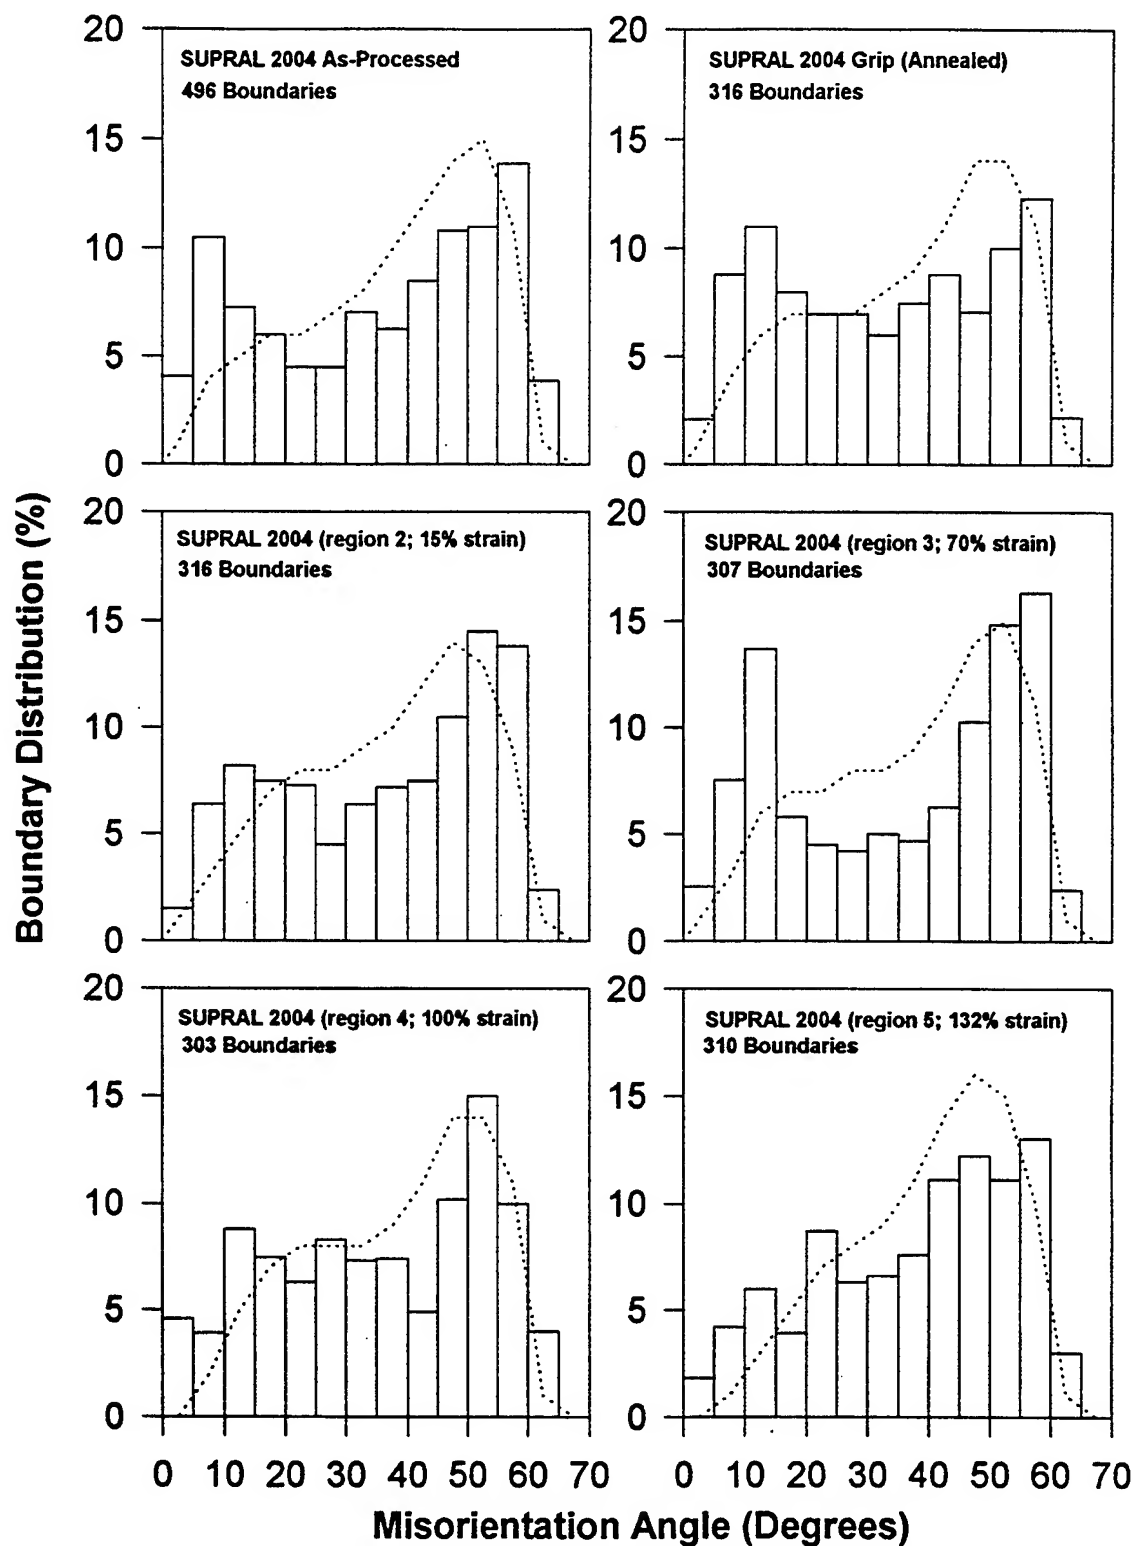 20
15
10
5
0
SUPRAL 2004 As-Processed
496 Boundaries
20
15
10
5
0
SUPRAL 2004 Grip (Annealed)
316 Boundaries
Boundary Distribution (%)
20
15
10
5
0
SUPRAL 2004 (region 2; 15% strain)
316 Boundaries
20
15
10
5
0
SUPRAL 2004 (region 3; 70% strain)
307 Boundaries
20
15
10
5
0
SUPRAL 2004 (region 4; 100% strain)
303 Boundaries
20
15
10
5
0
SUPRAL 2004 (region 5; 132% strain)
310 Boundaries
0 10 20 30 40 50 60 70
0 10 20 30 40 50 60 70
Misorientation Angle (Degrees)